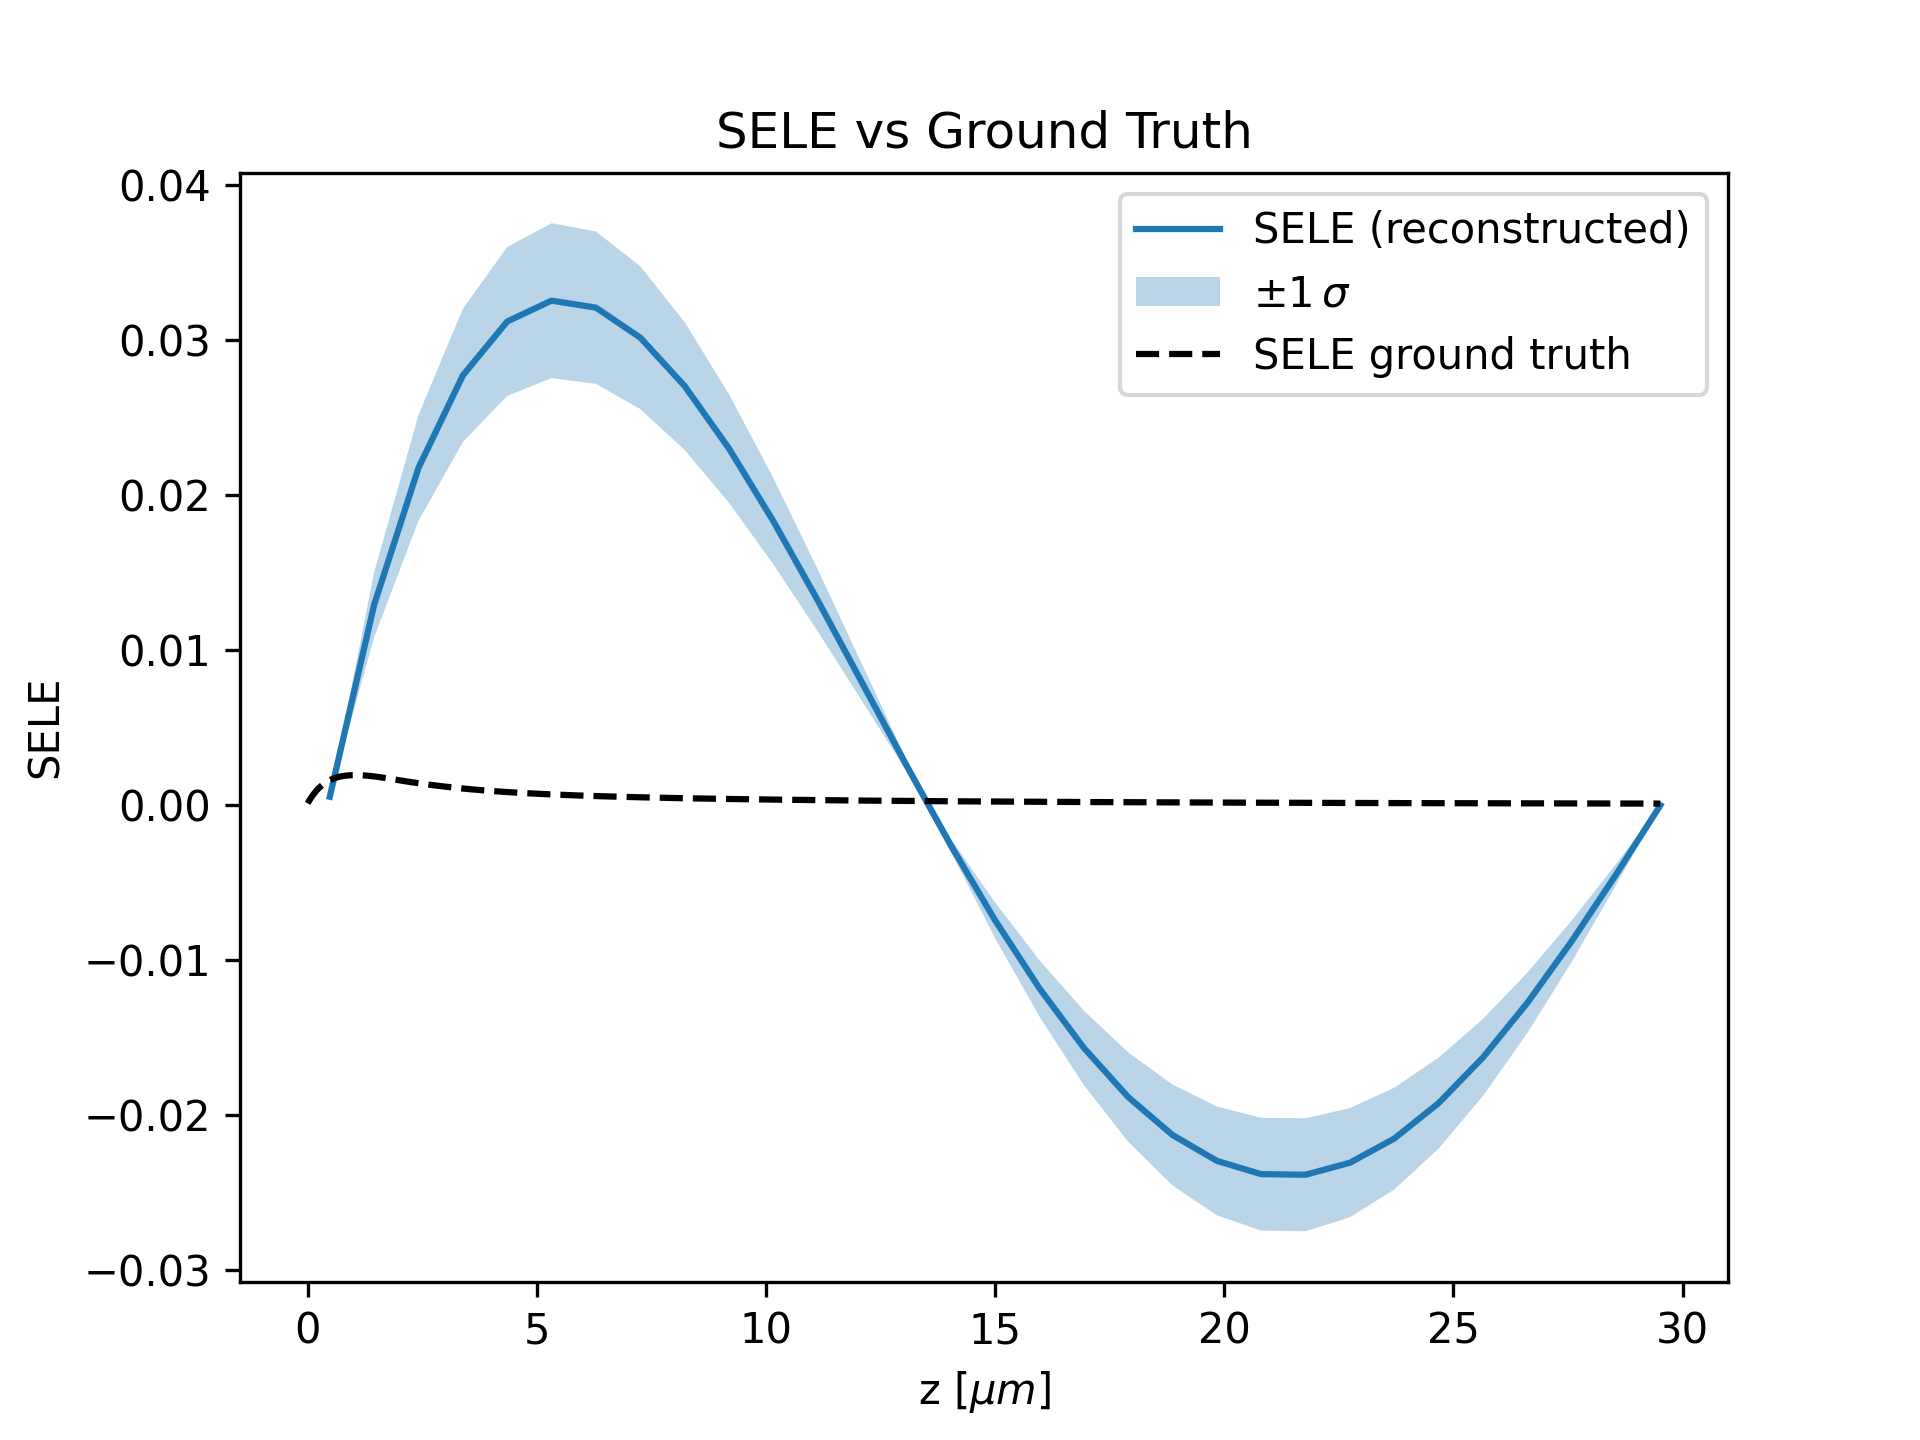 SELE vs Ground Truth
SELE (reconstructed)
±1 σ
SELE ground truth
0.04
0.03
0.02
0.01
0.00
−0.01
−0.02
−0.03
SELE
0 5 10 15 20 25 30
z [μm]